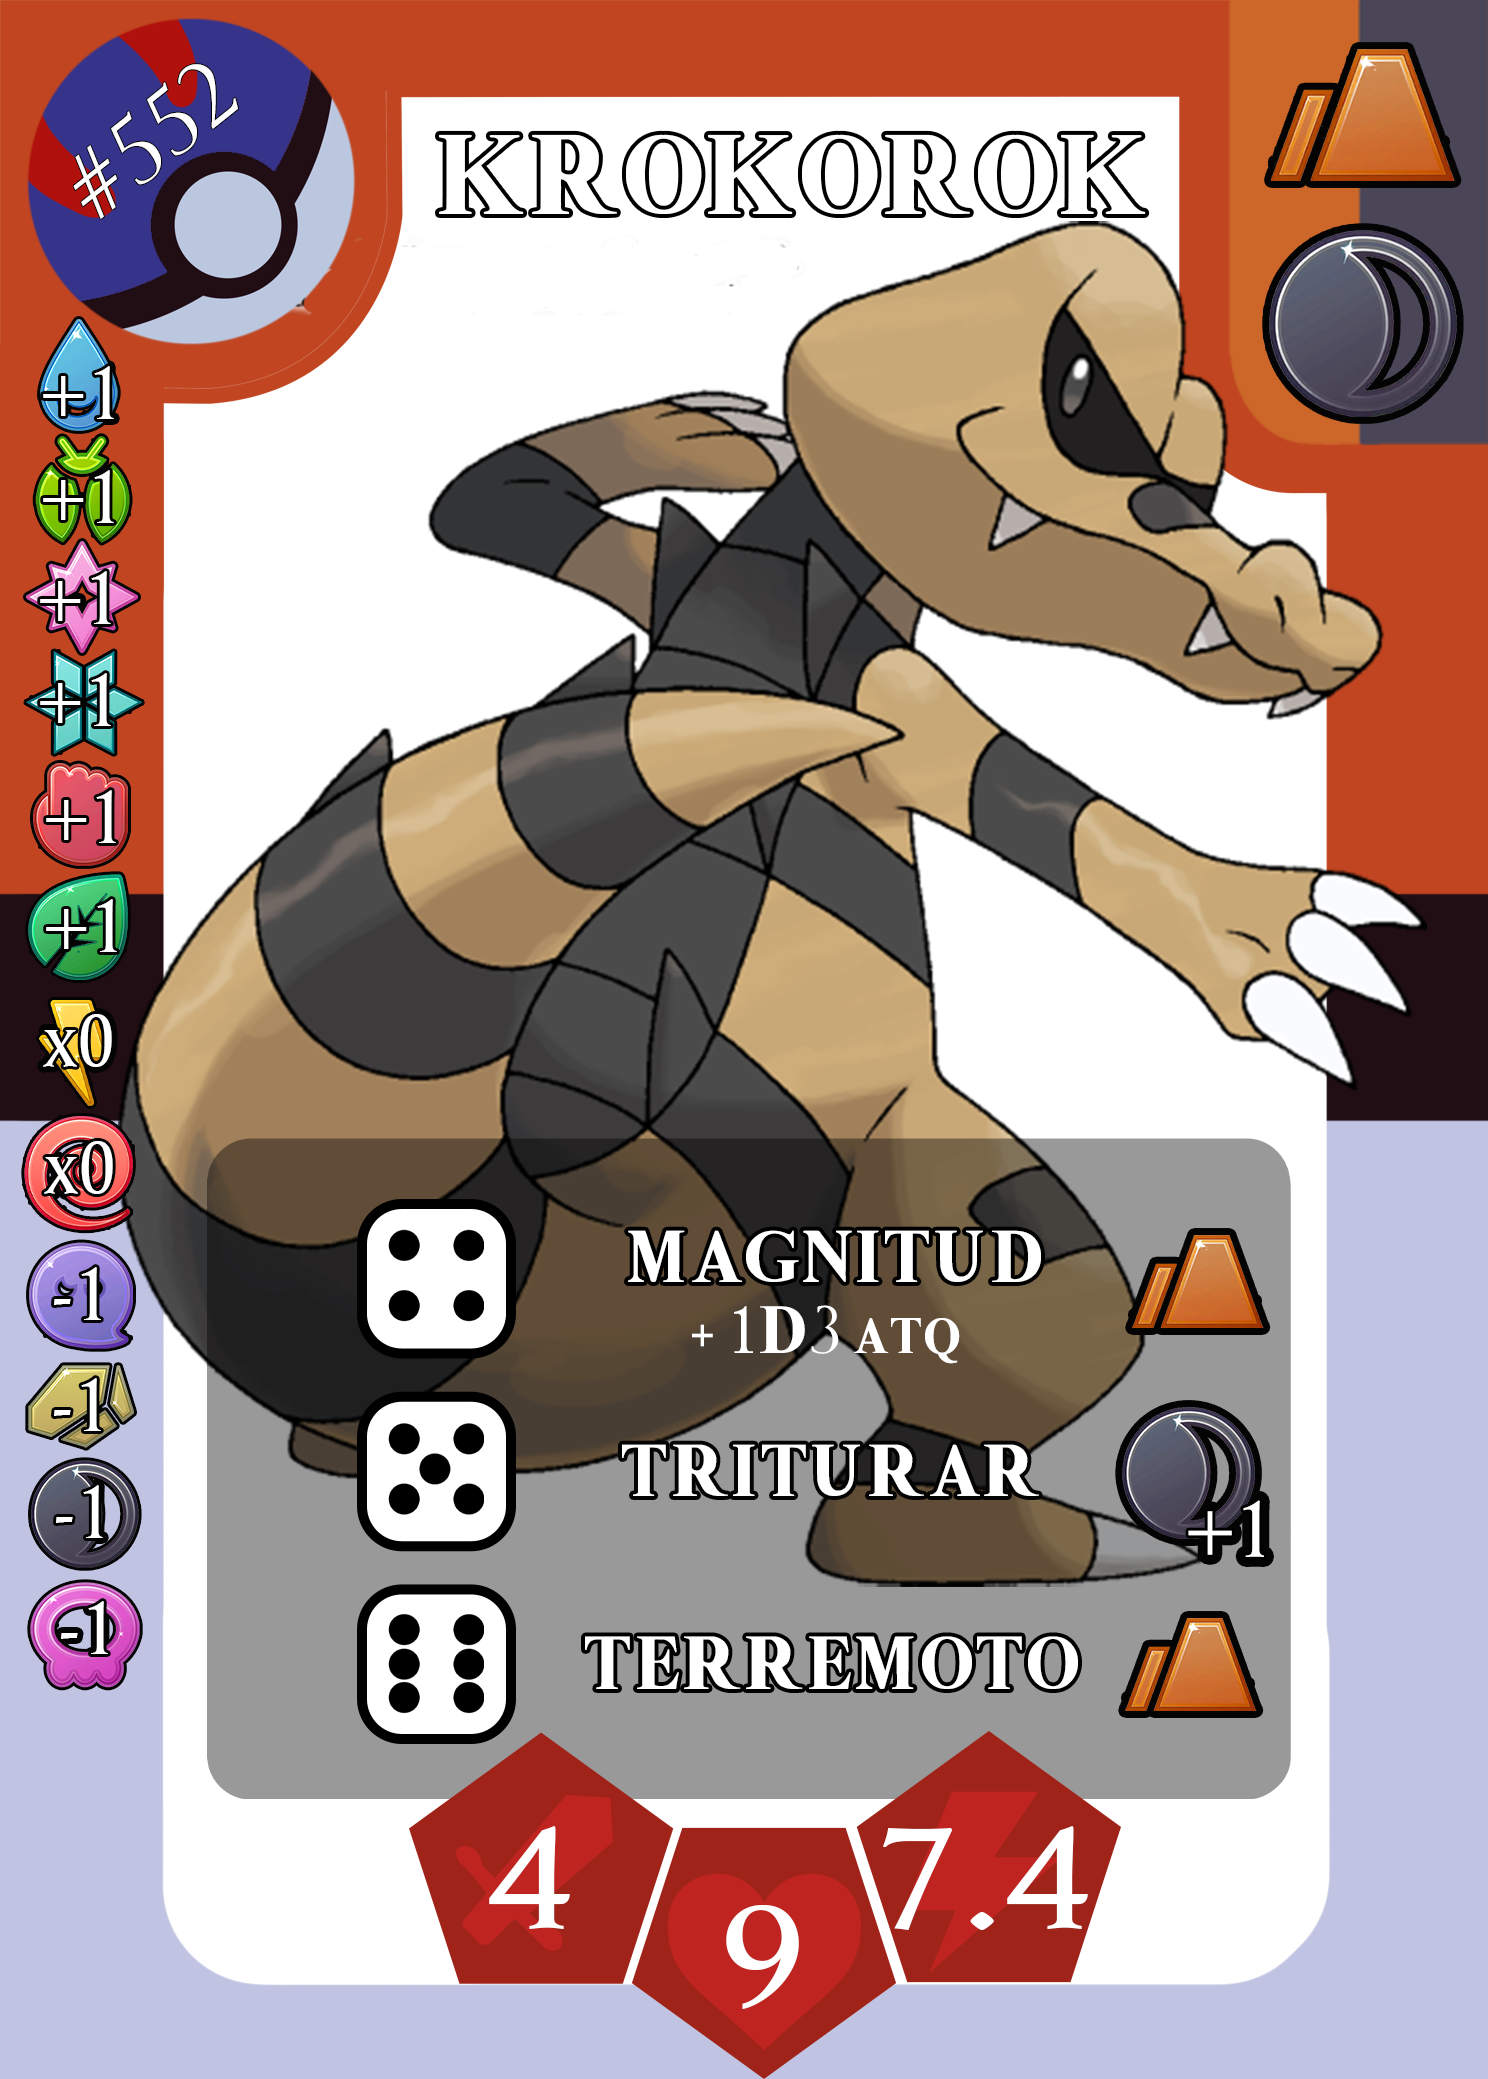 #552
KROKOROK
+1
+1
+1
+1
+1
+1
x0
x0
-1
-1
-1
-1
MAGNITUD
+ 1D3 ATQ
TRITURAR
+1
TERREMOTO
4
9
7.4